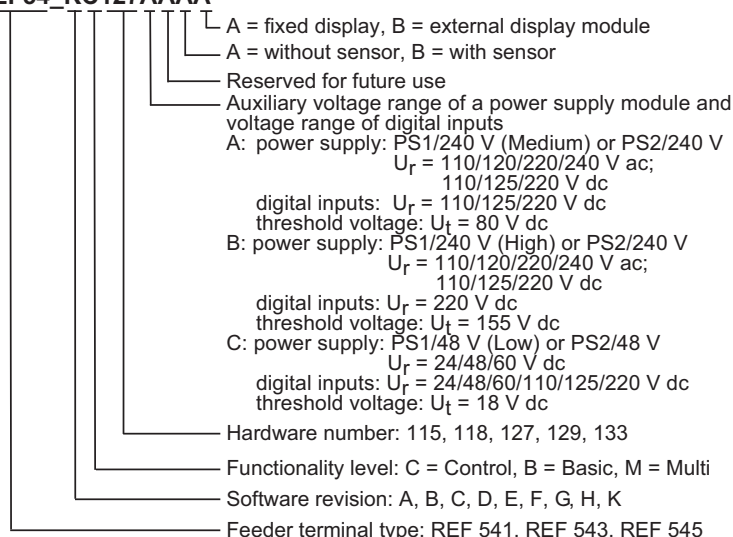 A = fixed display, B = external display module
A = without sensor, B = with sensor
Reserved for future use
Auxiliary voltage range of a power supply module and
voltage range of digital inputs
A: power supply: PS1/240 V (Medium) or PS2/240 V
Ur = 110/120/220/240 V ac;
110/125/220 V dc
digital inputs: Ur = 110/125/220 V dc
threshold voltage: Ut = 80 V dc
B: power supply: PS1/240 V (High) or PS2/240 V
Ur = 110/120/220/240 V ac;
110/125/220 V dc
digital inputs: Ur = 220 V dc
threshold voltage: Ut = 155 V dc
C: power supply: PS1/48 V (Low) or PS2/48 V
Ur = 24/48/60 V dc
digital inputs: Ur = 24/48/60/110/125/220 V dc
threshold voltage: Ut = 18 V dc
Hardware number: 115, 118, 127, 129, 133
Functionality level: C = Control, B = Basic, M = Multi
Software revision: A, B, C, D, E, F, G, H, K
Feeder terminal type: REF 541, REF 543, REF 545